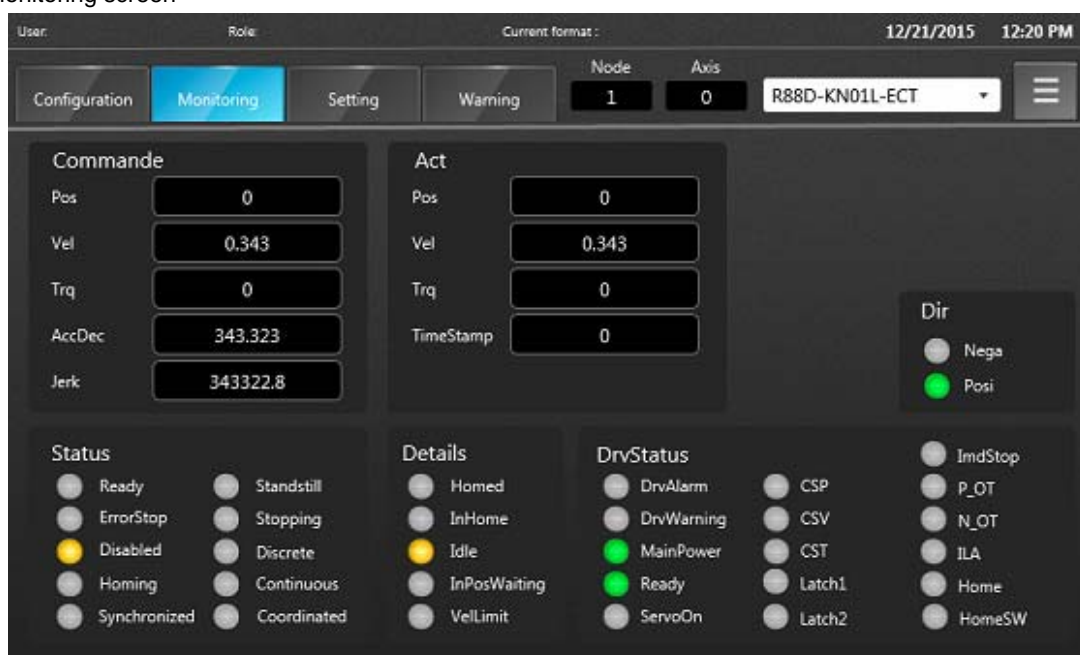 onitoring screen
User: Role: Current format : 12/21/2015 12:20 PM
Configuration Monitoring Setting Warning
Node Axis
1 0
R88D-KN01L-ECT
Commande
Pos 0
Vel 0.343
Trq 0
AccDec 343.323
Jerk 343322.8
Act
Pos 0
Vel 0.343
Trq 0
TimeStamp 0
Dir
Nega
Posi
Status
Ready Standstill
ErrorStop Stopping
Disabled Discrete
Homing Continuous
Synchronized Coordinated
Details
Homed
InHome
Idle
InPosWaiting
VelLimit
DrvStatus
DrvAlarm CSP
DrvWarning CSV
MainPower CST
Ready Latch1
ServoOn Latch2
ImdStop
P_OT
N_OT
ILA
Home
HomeSW